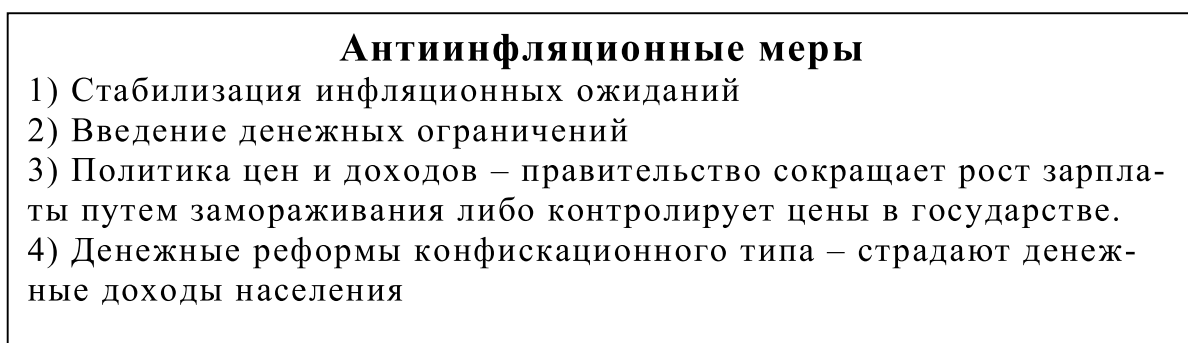 Антиинфляционные меры
1) Стабилизация инфляционных ожиданий
2) Введение денежных ограничений
3) Политика цен и доходов – правительство сокращает рост зарпла-
ты путем замораживания либо контролирует цены в государстве.
4) Денежные реформы конфискационного типа – страдают денеж-
ные доходы населения